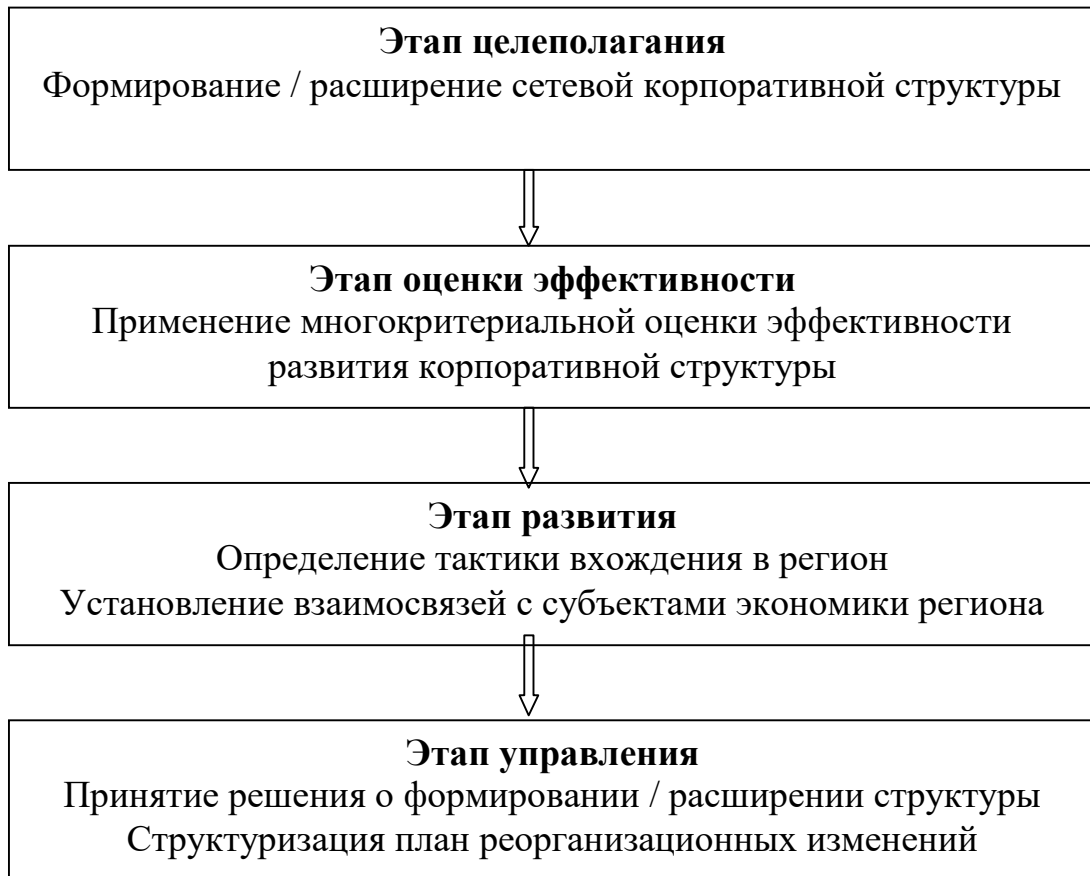 Этап целеполагания
Формирование / расширение сетевой корпоративной структуры
Этап оценки эффективности
Применение многокритериальной оценки эффективности
развития корпоративной структуры
Этап развития
Определение тактики вхождения в регион
Установление взаимосвязей с субъектами экономики региона
Этап управления
Принятие решения о формировании / расширении структуры
Структуризация план реорганизационных изменений